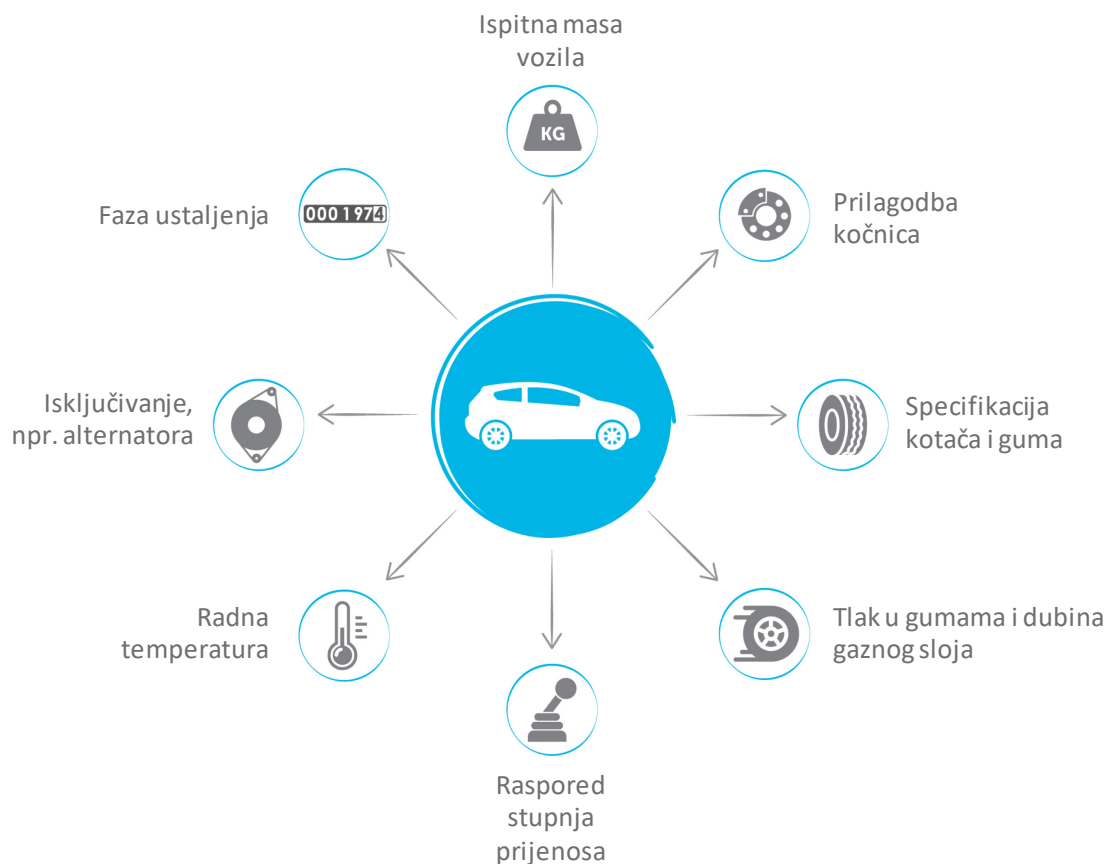 Ispitna masa
vozila
KG
Faza ustaljenja
0001974
Prilagodba
kočnica
Isključivanje,
npr. alternatora
Specifikacija
kotača i guma
Radna
temperatura
Tlak u gumama i dubina
gaznog sloja
Raspored
stupnja
prijenosa